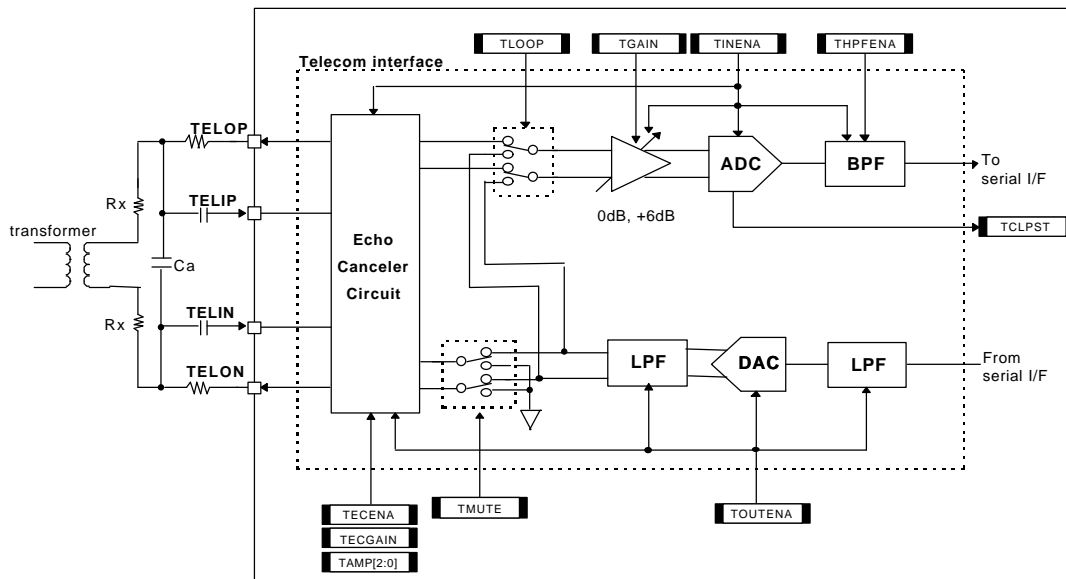 TLOOP
TGAIN
TINENA
THPFENA
Telecom interface
TELOP
ADC
BPF
To
serial I/F
Rx
TELIP
0dB, +6dB
TCLPST
transformer
Echo
Canceler
Circuit
Ca
Rx
TELIN
LPF
DAC
LPF
From
serial I/F
TELON
TECENA
TMUTE
TOUTENA
TECGAIN
TAMP[2:0]